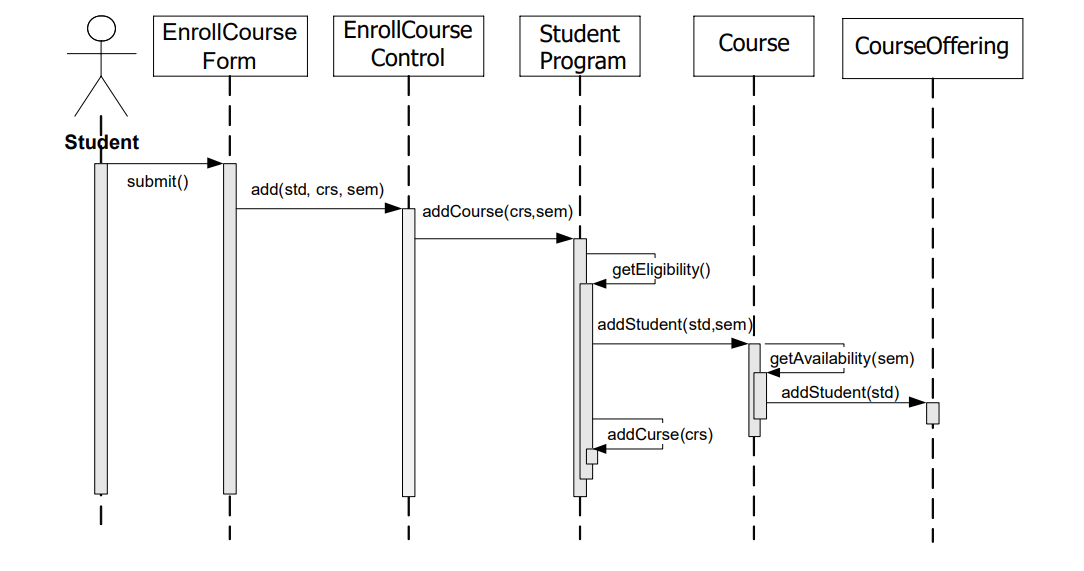 EnrollCourse
Form
EnrollCourse
Control
Student
Program
Course
CourseOffering
Student
submit()
add(std, crs, sem)
addCourse(crs,sem)
getEligibility()
addStudent(std,sem)
getAvailability(sem)
addStudent(std)
addCurse(crs)